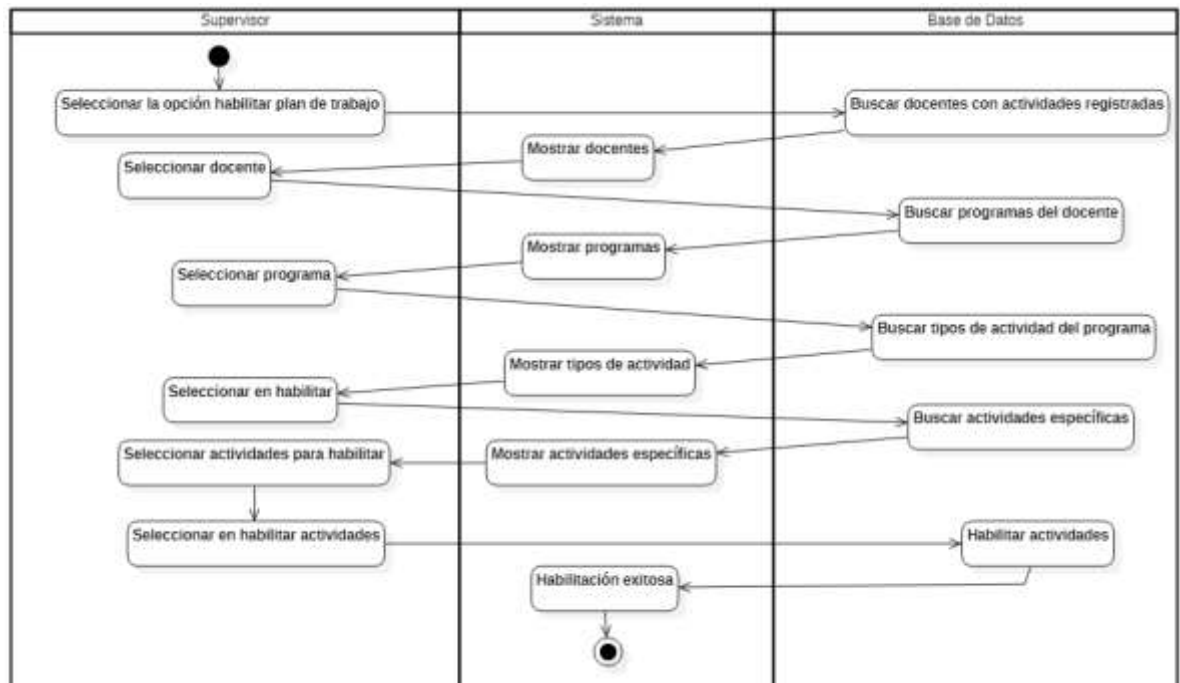 Supervisor
Sistema
Base de Datos
Seleccionar la opción habilitar plan de trabajo
Buscar docentes con actividades registradas
Mostrar docentes
Seleccionar docente
Buscar programas del docente
Mostrar programas
Seleccionar programa
Buscar tipos de actividad del programa
Mostrar tipos de actividad
Seleccionar en habilitar
Buscar actividades específicas
Mostrar actividades específicas
Seleccionar actividades para habilitar
Seleccionar en habilitar actividades
Habilitar actividades
Habilitación exitosa